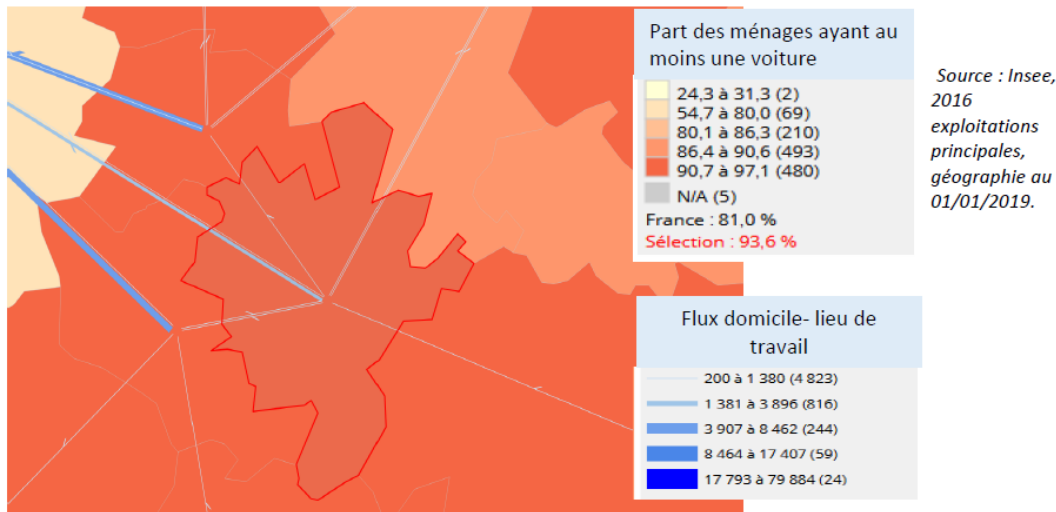 Part des ménages ayant au
moins une voiture
24,3 à 31,3 (2)
54,7 à 80,0 (69)
80,1 à 86,3 (210)
86,4 à 90,6 (493)
90,7 à 97,1 (480)
N/A (5)
France : 81,0 %
Sélection : 93,6 %
Source : Insee,
2016
exploitations
principales,
géographie au
01/01/2019.
Flux domicile- lieu de
travail
200 à 1 380 (4 823)
1 381 à 3 896 (816)
3 907 à 8 462 (244)
8 464 à 17 407 (59)
17 793 à 79 884 (24)